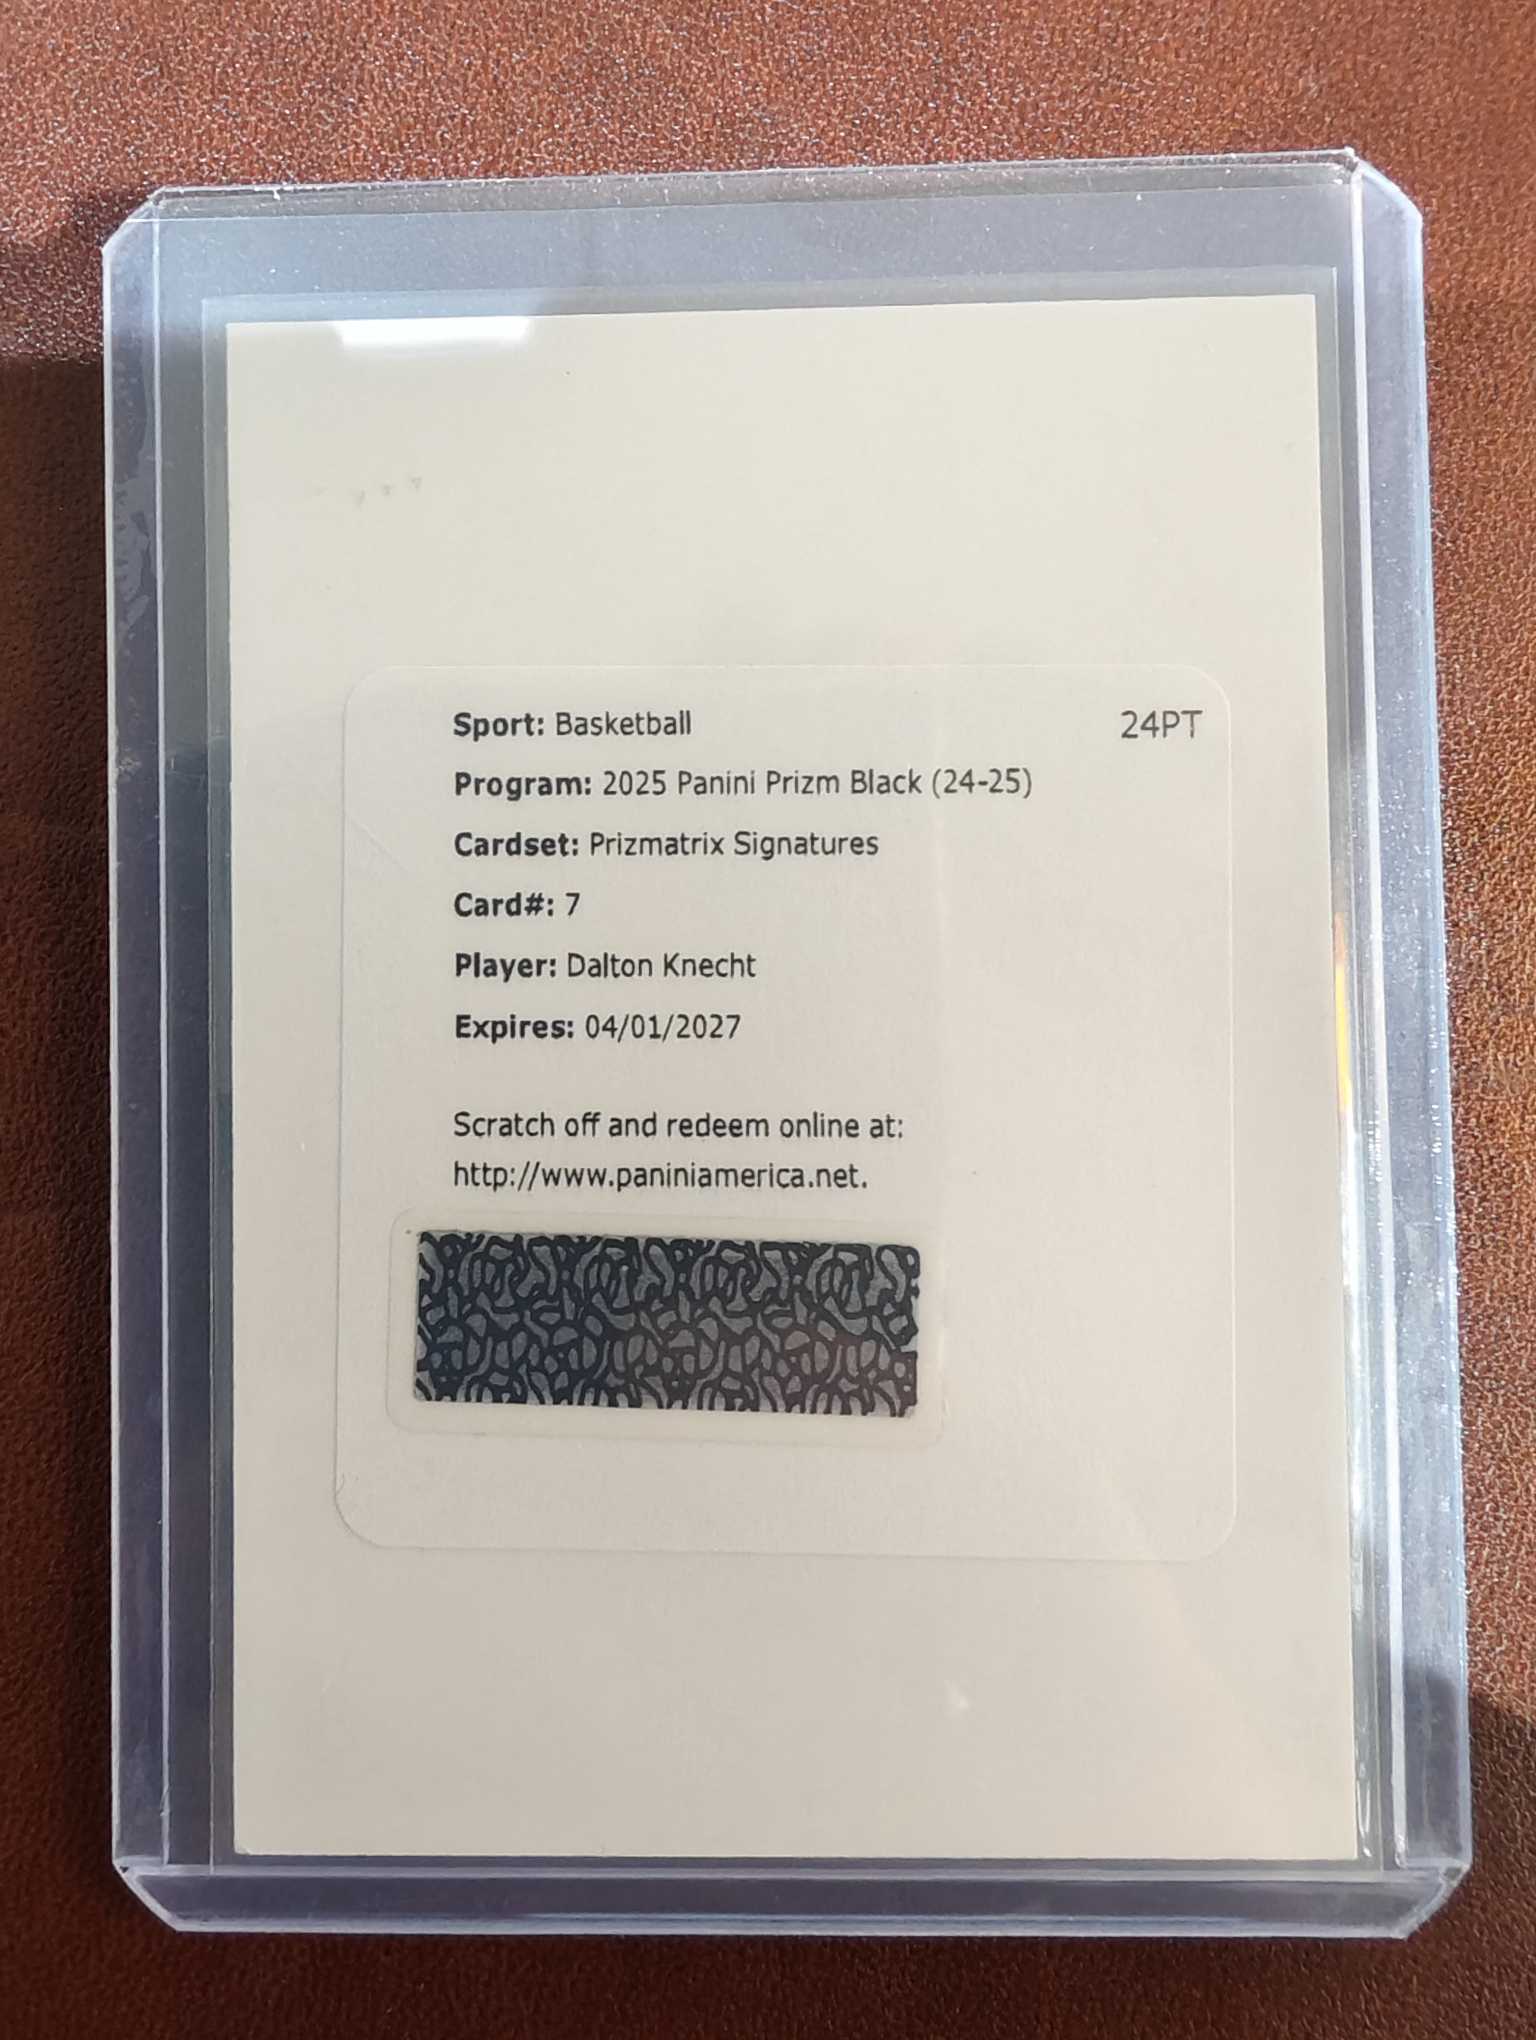 Sport: Basketball 24PT
Program: 2025 Panini Prizm Black (24-25)
Cardset: Prizmatrix Signatures
Card#: 7
Player: Dalton Knecht
Expires: 04/01/2027
Scratch off and redeem online at:
http://www.paniniamerica.net.